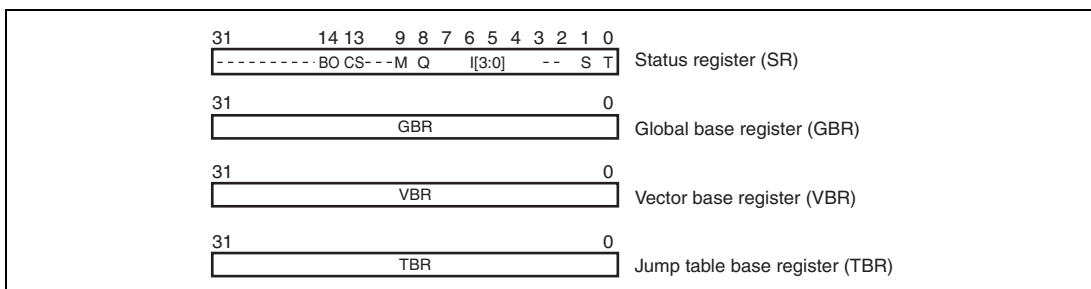 31 14 13 9 8 7 6 5 4 3 2 1 0
----------BO CS---M Q I[3:0] -- S T Status register (SR)
31 0
GBR Global base register (GBR)
31 0
VBR Vector base register (VBR)
31 0
TBR Jump table base register (TBR)